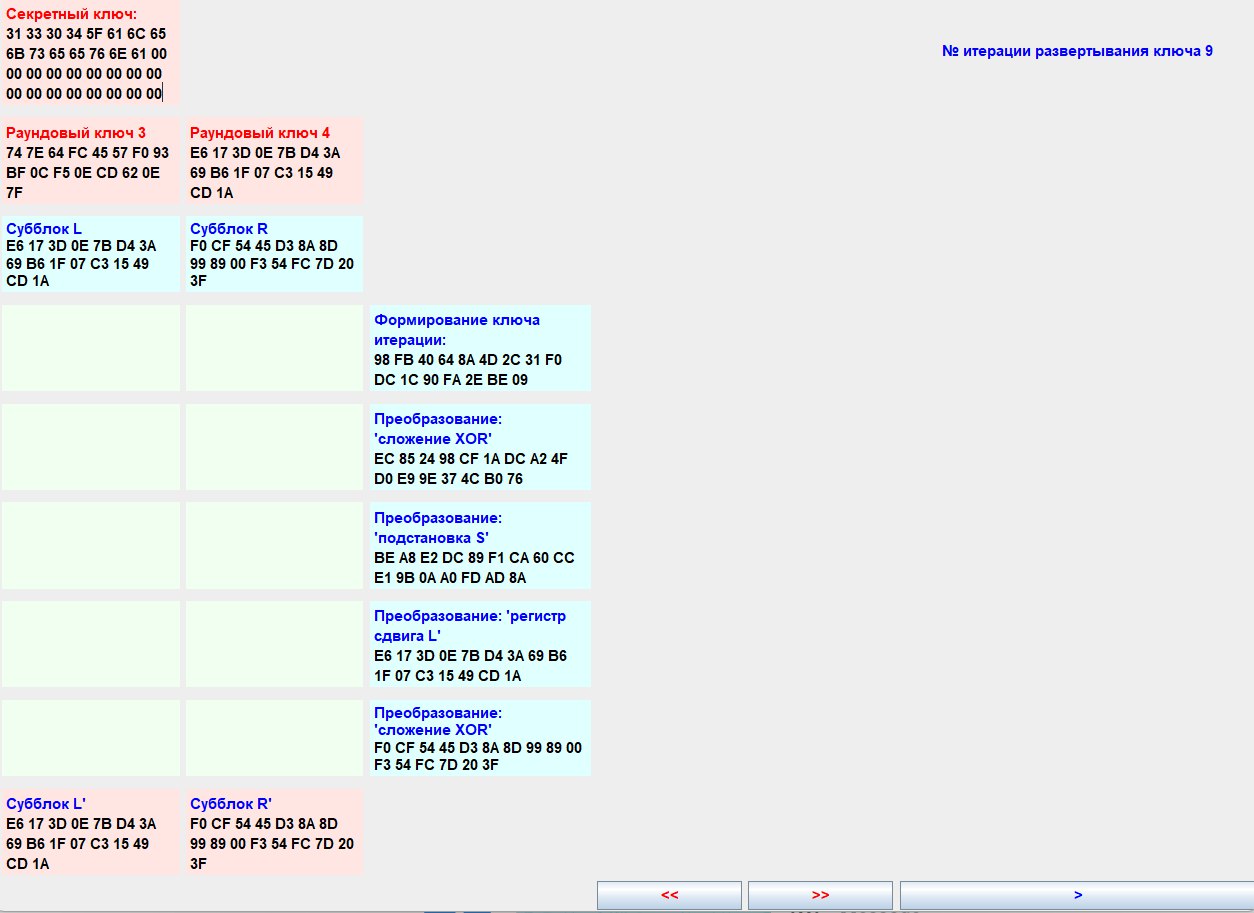 Секретный ключ:
31 33 30 34 5F 61 6C 65
6B 73 65 65 76 6E 61 00
00 00 00 00 00 00 00 00
00 00 00 00 00 00 00 00
№ итерации развертывания ключа 9
Раундовый ключ 3
74 7E 64 FC 45 57 F0 93
BF 0C F5 0E CD 62 0E
7F
Раундовый ключ 4
E6 17 3D 0E 7B D4 3A
69 B6 1F 07 C3 15 49
CD 1A
Субблок L
E6 17 3D 0E 7B D4 3A
69 B6 1F 07 C3 15 49
CD 1A
Субблок R
F0 CF 54 45 D3 8A 8D
99 89 00 F3 54 FC 7D 20
3F
Формирование ключа
итерации:
98 FB 40 64 8A 4D 2C 31 F0
DC 1C 90 FA 2E BE 09
Преобразование:
'сложение XOR'
EC 85 24 98 CF 1A DC A2 4F
D0 E9 9E 37 4C B0 76
Преобразование:
'подстановка S'
BE A8 E2 DC 89 F1 CA 60 CC
E1 9B 0A A0 FD AD 8A
Преобразование: 'регистр
сдвига L'
E6 17 3D 0E 7B D4 3A 69 B6
1F 07 C3 15 49 CD 1A
Преобразование:
'сложение XOR'
F0 CF 54 45 D3 8A 8D 99 89 00
F3 54 FC 7D 20 3F
Субблок L'
E6 17 3D 0E 7B D4 3A
69 B6 1F 07 C3 15 49
CD 1A
Субблок R'
F0 CF 54 45 D3 8A 8D
99 89 00 F3 54 FC 7D 20
3F
<<
>>
>